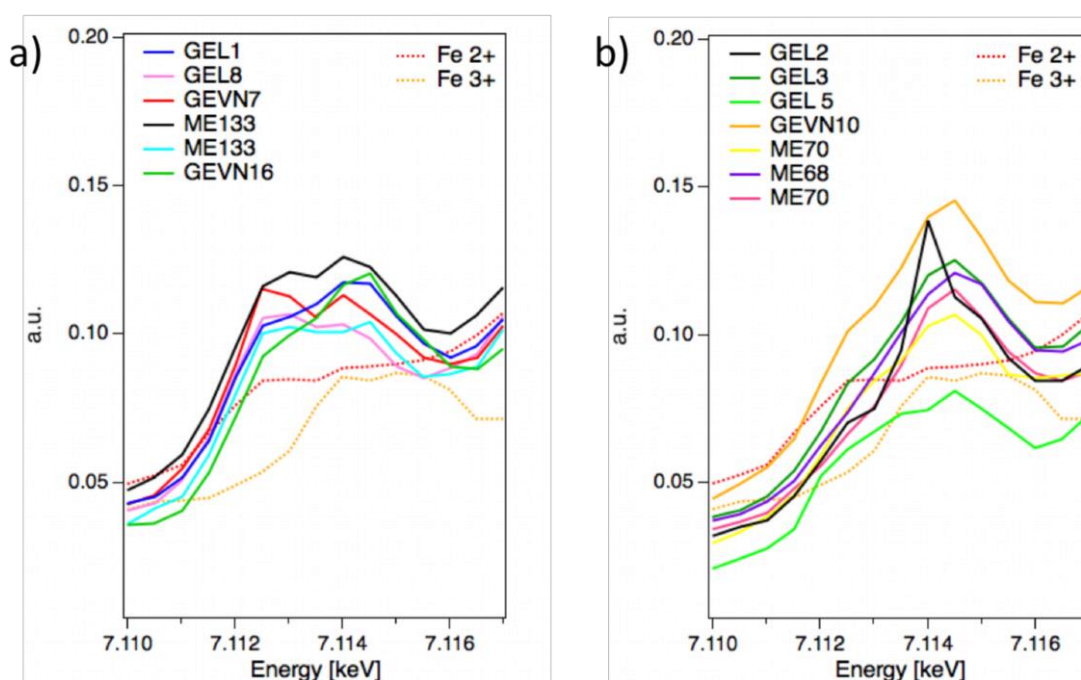 a)
0.20
0.15
0.10
0.05
a.u.
GEL1
GEL8
GEVN7
ME133
ME133
GEVN16
Fe 2+
Fe 3+
7.110
7.112
7.114
7.116
Energy [keV]
b)
0.20
0.15
0.10
0.05
a.u.
GEL2
GEL3
GEL 5
GEVN10
ME70
ME68
ME70
Fe 2+
Fe 3+
7.110
7.112
7.114
7.116
Energy [keV]